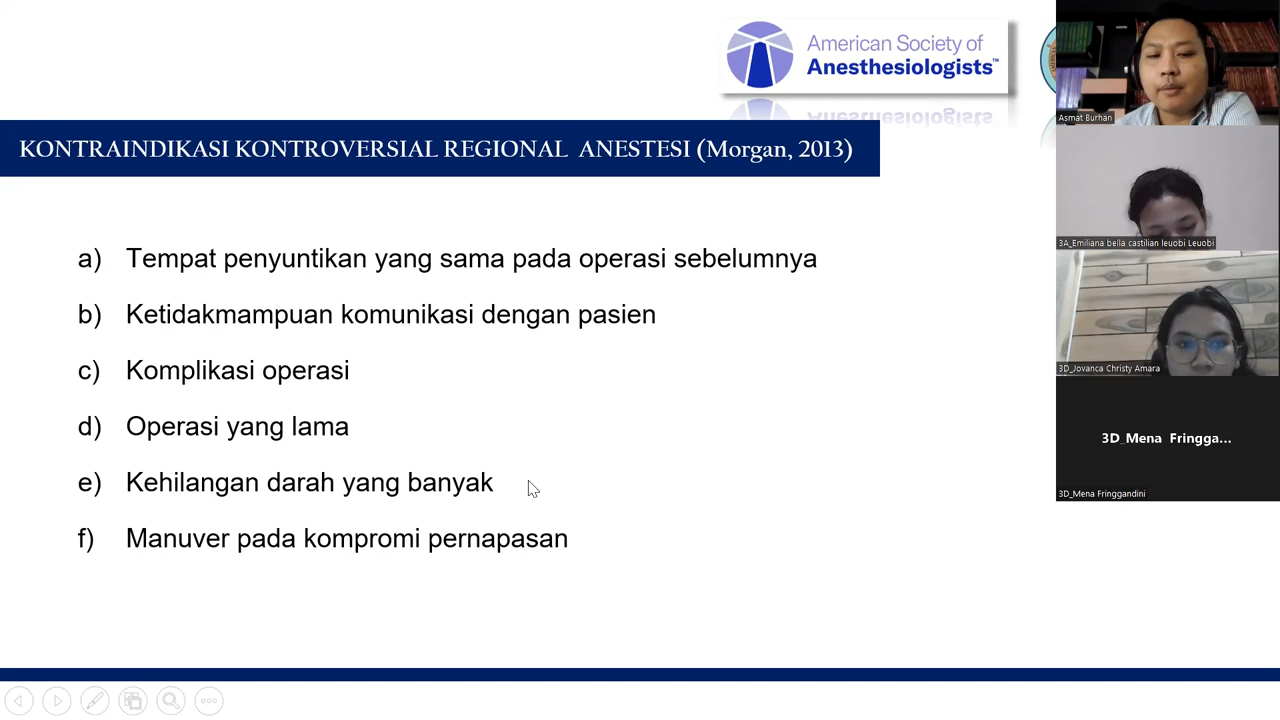 American Society of
Anesthesiologists™
KONTRAINDIKASI KONTROVERSIAL REGIONAL ANESTESI (Morgan, 2013)
a) Tempat penyuntikan yang sama pada operasi sebelumnya
b) Ketidakmampuan komunikasi dengan pasien
c) Komplikasi operasi
d) Operasi yang lama
e) Kehilangan darah yang banyak
f) Manuver pada kompromi pernapasan
Asmat Burhan
3A_Emiliana bella castilian leuobi Leuobi
3D_Jovanca Christy Amara
3D_Mena Fringga...
3D_Mena Fringgandini